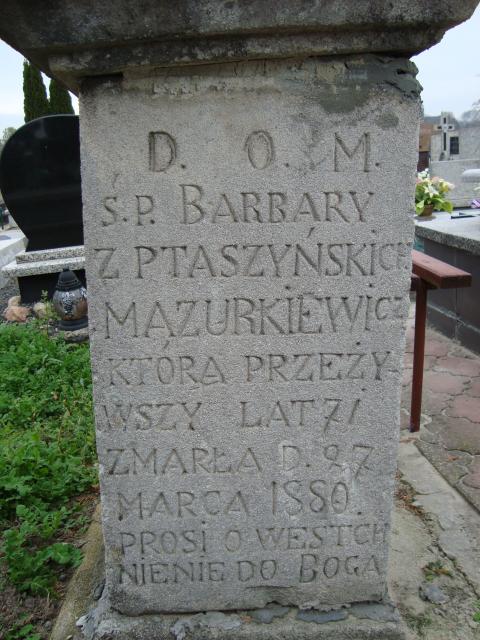 D. O. M.
Ś.P. BARBARY
Z PTASZYŃSKICH
MĄZURKIEWICZ
KTÓRA PRZEŻY
WSZY LAT 71
ZMARŁA D. 27
MARCA 1880.
PROSI O WESTCH
NIENIE DO BOGA